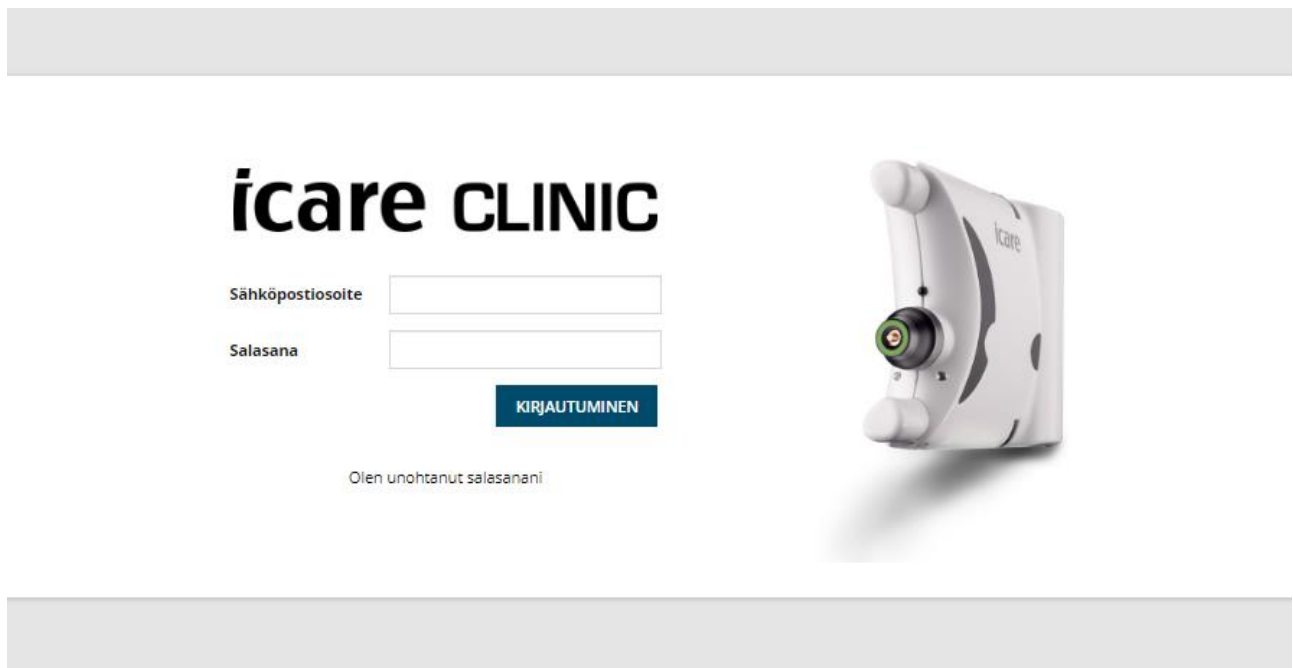 icare CLINIC
Sähköpostiosoite
Salasana
KIRJAUTUMINEN
Olen unohtanut salasanani
icare